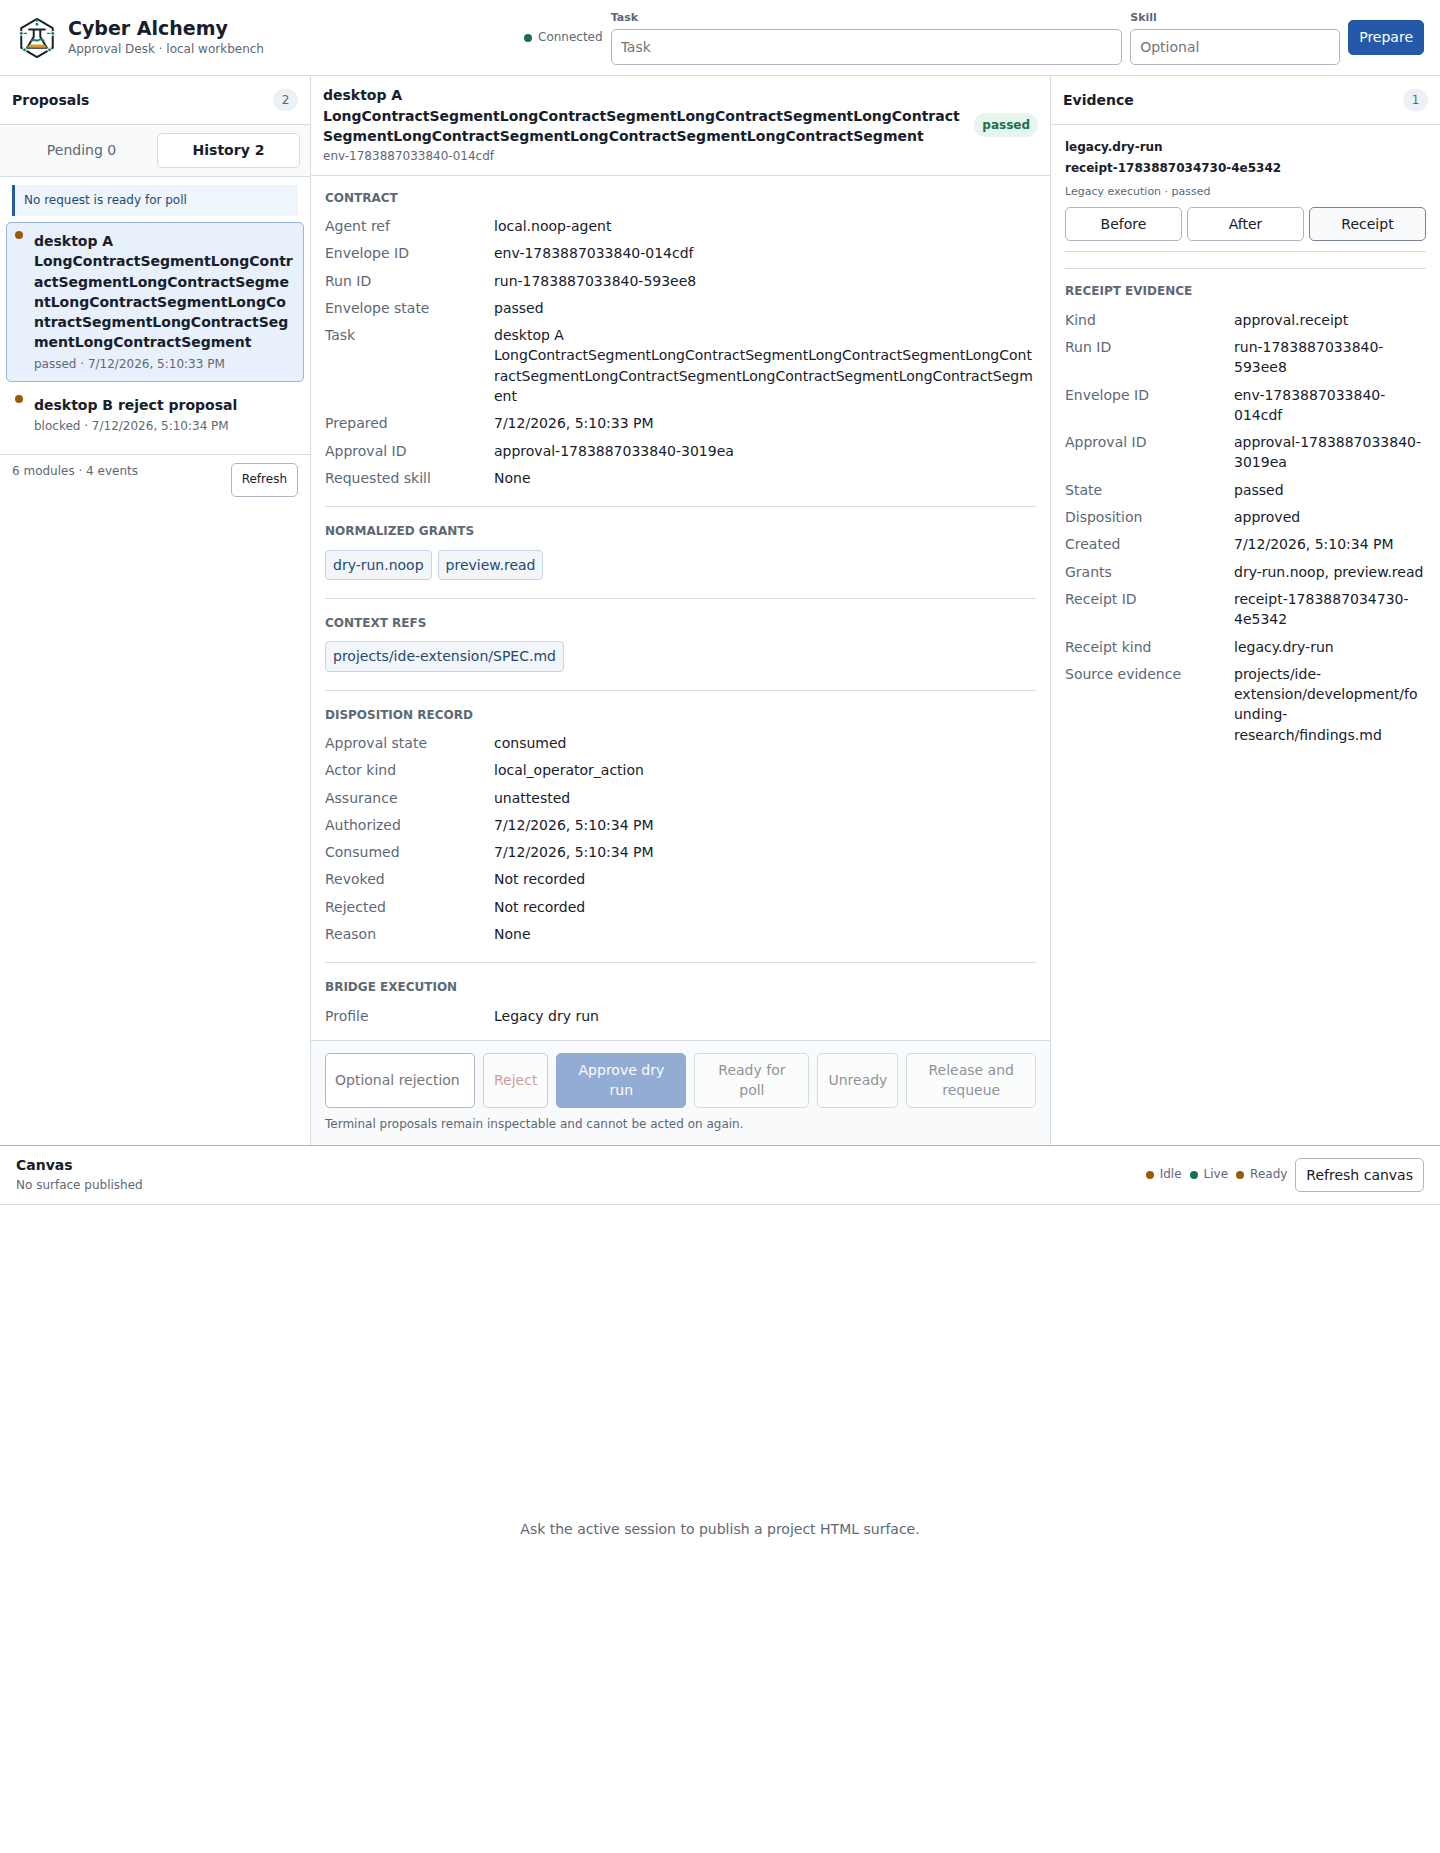 Cyber Alchemy
Approval Desk · local workbench
Connected
Task
Task
Skill
Optional
Prepare
Proposals
2
Pending 0
History 2
No request is ready for poll
desktop A
LongContractSegmentLongContr
actSegmentLongContractSegme
ntLongContractSegmentLongCo
ntractSegmentLongContractSeg
mentLongContractSegment
passed · 7/12/2026, 5:10:33 PM
desktop B reject proposal
blocked · 7/12/2026, 5:10:34 PM
6 modules · 4 events
Refresh
desktop A
LongContractSegmentLongContractSegmentLongContractSegmentLongContract
SegmentLongContractSegmentLongContractSegmentLongContractSegment
env-1783887033840-014cdf
passed
CONTRACT
Agent ref local.noop-agent
Envelope ID env-1783887033840-014cdf
Run ID run-1783887033840-593ee8
Envelope state passed
Task desktop A
LongContractSegmentLongContractSegmentLongContractSegmentLongCont
ractSegmentLongContractSegmentLongContractSegmentLongContractSegm
ent
Prepared 7/12/2026, 5:10:33 PM
Approval ID approval-1783887033840-3019ea
Requested skill None
NORMALIZED GRANTS
dry-run.noop preview.read
CONTEXT REFS
projects/ide-extension/SPEC.md
DISPOSITION RECORD
Approval state consumed
Actor kind local_operator_action
Assurance unattested
Authorized 7/12/2026, 5:10:34 PM
Consumed 7/12/2026, 5:10:34 PM
Revoked Not recorded
Rejected Not recorded
Reason None
BRIDGE EXECUTION
Profile Legacy dry run
Optional rejection
Reject
Approve dry
run
Ready for
poll
Unready
Release and
requeue
Terminal proposals remain inspectable and cannot be acted on again.
Evidence
1
legacy.dry-run
receipt-1783887034730-4e5342
Legacy execution · passed
Before
After
Receipt
RECEIPT EVIDENCE
Kind approval.receipt
Run ID run-1783887033840-
593ee8
Envelope ID env-1783887033840-
014cdf
Approval ID approval-1783887033840-
3019ea
State passed
Disposition approved
Created 7/12/2026, 5:10:34 PM
Grants dry-run.noop, preview.read
Receipt ID receipt-1783887034730-
4e5342
Receipt kind legacy.dry-run
Source evidence projects/ide-
extension/development/fo
unding-
research/findings.md
Canvas
No surface published
Idle
Live
Ready
Refresh canvas
Ask the active session to publish a project HTML surface.